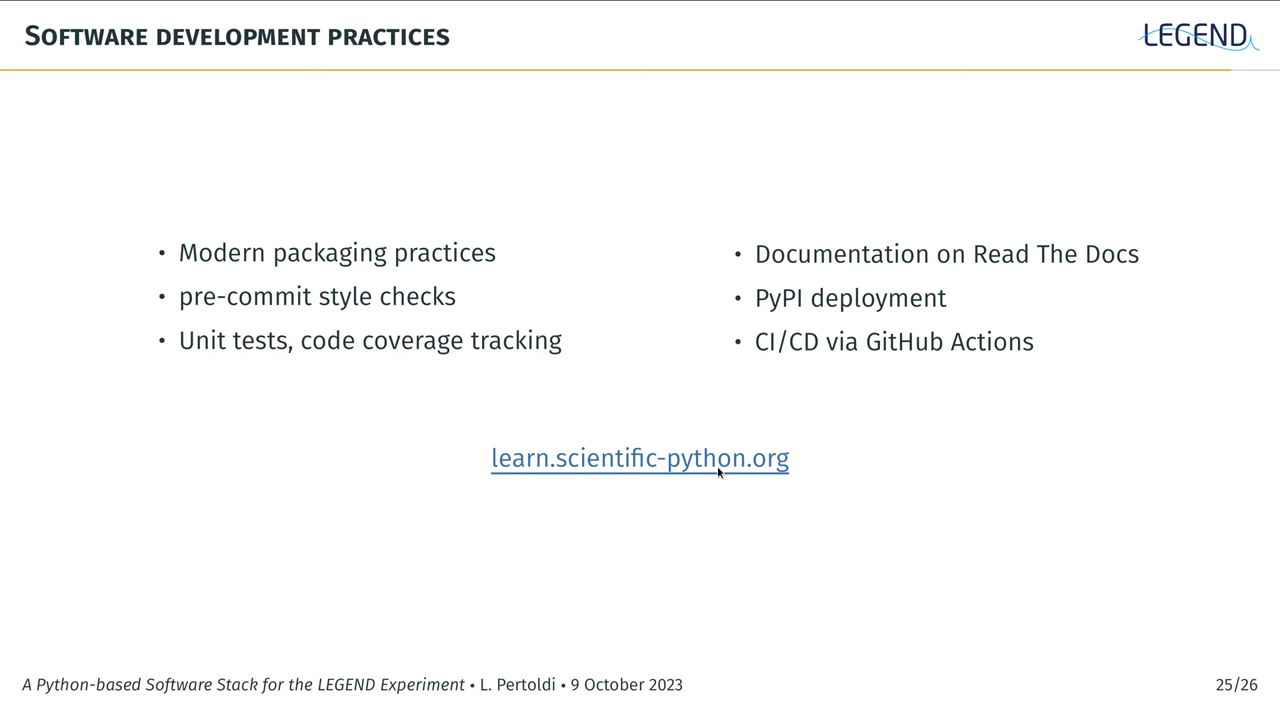 Software development practices
LEGEND
• Modern packaging practices
• pre-commit style checks
• Unit tests, code coverage tracking
• Documentation on Read The Docs
• PyPI deployment
• CI/CD via GitHub Actions
learn.scientific-python.org
A Python-based Software Stack for the LEGEND Experiment • L. Pertoldi • 9 October 2023
25/26